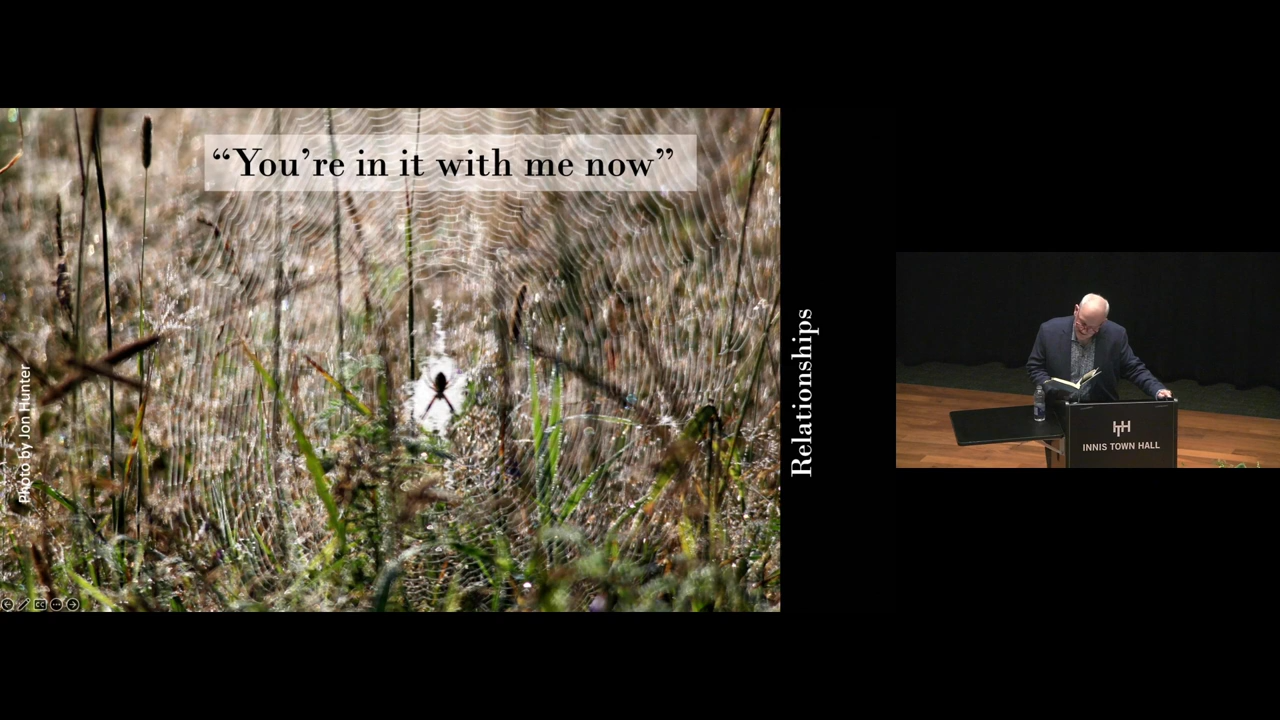 “You’re in it with me now”
Photo by Jon Hunter
Relationships
INNIS TOWN HALL